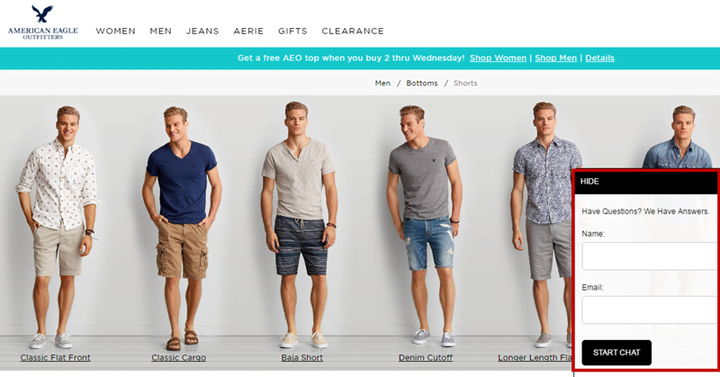 AMERICAN EAGLE
OUTFITTERS
WOMEN MEN JEANS AERIE GIFTS CLEARANCE
Get a free AEO top when you buy 2 thru Wednesday! Shop Women | Shop Men | Details
Men / Bottoms / Shorts
HIDE
Have Questions? We Have Answers.
Name:
Email:
START CHAT
Classic Flat Front
Classic Cargo
Baja Short
Denim Cutoff
Longer Length Fla